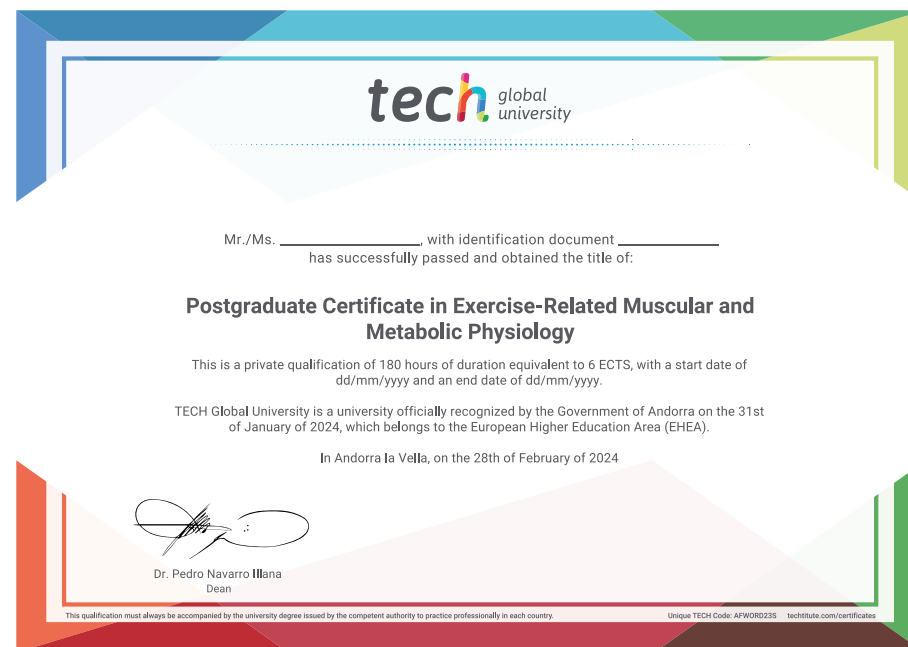 tech global
university
Mr./Ms. ____________________, with identification document ______________
has successfully passed and obtained the title of:
Postgraduate Certificate in Exercise-Related Muscular and
Metabolic Physiology
This is a private qualification of 180 hours of duration equivalent to 6 ECTS, with a start date of
dd/mm/yyyy and an end date of dd/mm/yyyy.
TECH Global University is a university officially recognized by the Government of Andorra on the 31st
of January of 2024, which belongs to the European Higher Education Area (EHEA).
In Andorra la Vella, on the 28th of February of 2024
Dr. Pedro Navarro Illana
Dean
This qualification must always be accompanied by the university degree issued by the competent authority to practice professionally in each country. Unique TECH Code: AFWORD23S techtitute.com/certificates